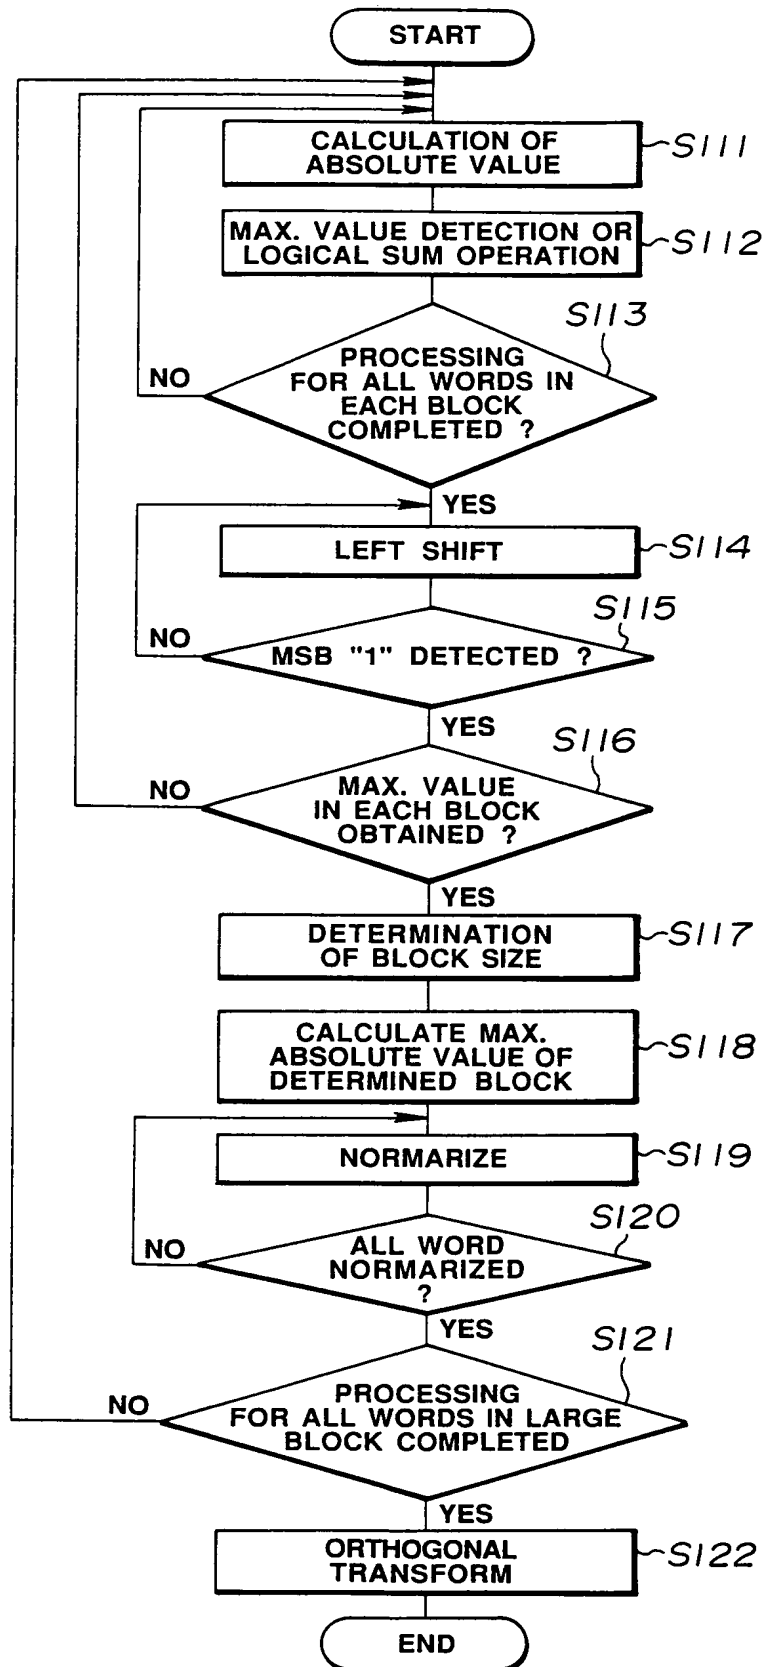 START
CALCULATION OF
ABSOLUTE VALUE
S111
MAX. VALUE DETECTION OR
LOGICAL SUM OPERATION
S112
S113
PROCESSING
FOR ALL WORDS IN
EACH BLOCK
COMPLETED ?
NO
YES
LEFT SHIFT
S114
S115
NO
MSB "1" DETECTED ?
YES
S116
MAX. VALUE
IN EACH BLOCK
OBTAINED ?
NO
YES
DETERMINATION
OF BLOCK SIZE
S117
CALCULATE MAX.
ABSOLUTE VALUE OF
DETERMINED BLOCK
S118
NORMARIZE
S119
S120
ALL WORD
NORMARIZED
?
NO
YES
S121
PROCESSING
FOR ALL WORDS IN LARGE
BLOCK COMPLETED
NO
YES
ORTHOGONAL
TRANSFORM
S122
END